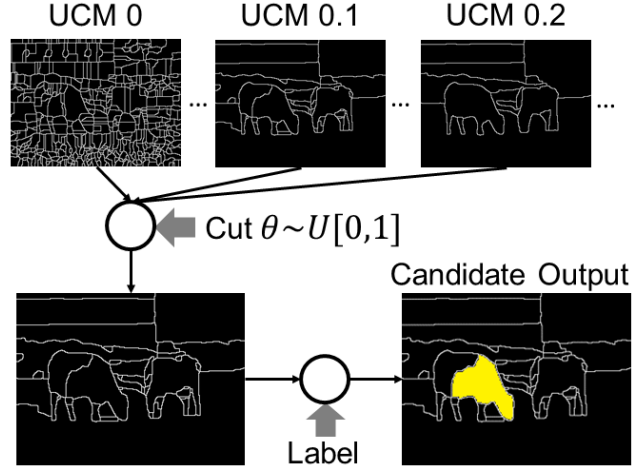 UCM 0 UCM 0.1 UCM 0.2
... ... ...
Cut θ~U[0,1]
Candidate Output
Label